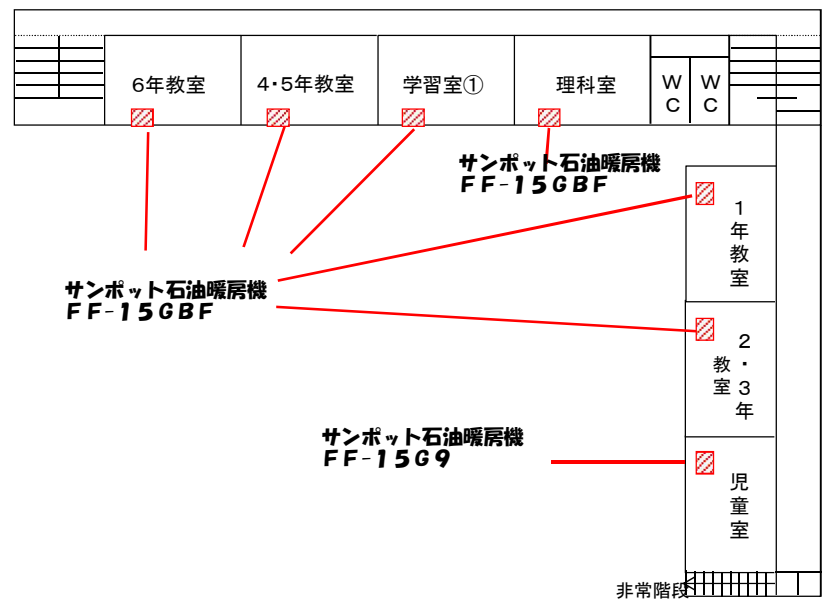 6年教室
4・5年教室
学習室①
理科室
WC
WC
サンポット石油暖房機
FF-15GBF
1年教室
サンポット石油暖房機
FF-15GBF
2・3年
教室
サンポット石油暖房機
FF-15G9
児童室
非常階段